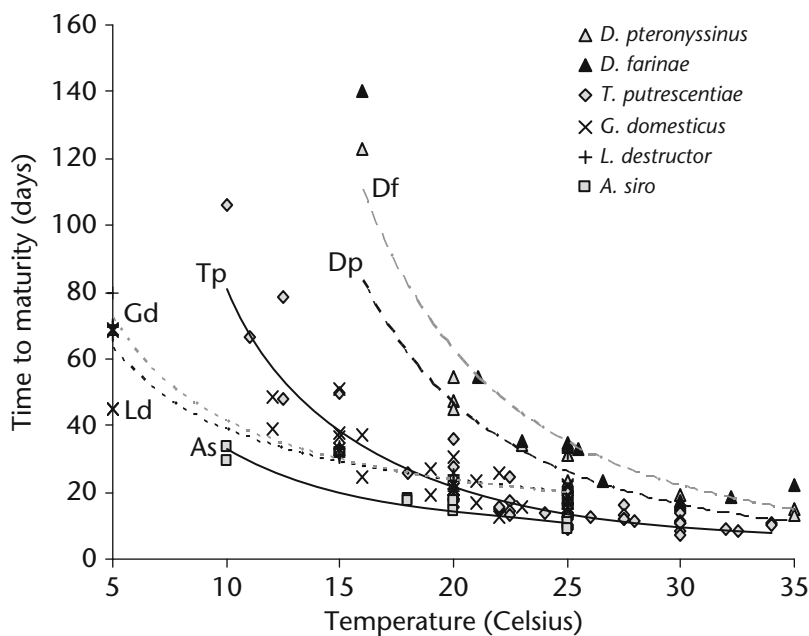 160
140
120
100
80
60
40
20
0
Time to maturity (days)
D. pteronyssinus
D. farinae
T. putrescentiae
G. domesticus
L. destructor
A. siro
Df
Dp
Tp
Gd
Ld
As
5
10
15
20
25
30
35
Temperature (Celsius)